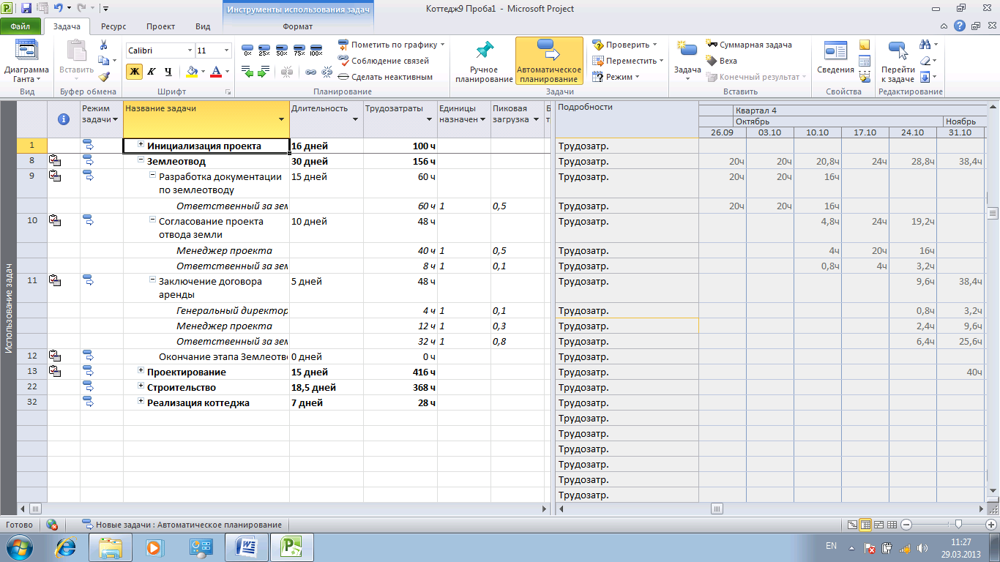 Инструменты использования задач
Коттедж9 Проба1 - Microsoft Project
Файл Задача Ресурс Проект Вид Формат
Диаграмма Ганта
Вид
Вставить
Буфер обмена
Calibri 11
Ж К Ч А
Шрифт
0% 25% 50% 75% 100%
Пометить по графику
Соблюдение связей
Сделать неактивным
Планирование
Ручное планирование
Автоматическое планирование
Проверить
Переместить
Режим
Задачи
Задача
Суммарная задача
Веха
Конечный результат
Вставить
Сведения
Свойства
Перейти к задаче
Редактирование
Использование задач
Режим задачи Название задачи Длительность Трудозатраты Единицы назначен Пиковая загрузка Подробности
Квартал 4
Октябрь Ноябрь
26.09 03.10 10.10 17.10 24.10 31.10
1 Инициализация проекта 16 дней 100 ч Трудозатр.
8 Землеотвод 30 дней 156 ч Трудозатр. 20ч 20ч 20,8ч 24ч 28,8ч 38,4ч
9 Разработка документации по землеотводу 15 дней 60 ч Трудозатр. 20ч 20ч 16ч
Ответственный за зем 60 ч 1 0,5 Трудозатр. 20ч 20ч 16ч
10 Согласование проекта отвода земли 10 дней 48 ч Трудозатр. 4,8ч 24ч 19,2ч
Менеджер проекта 40 ч 1 0,5 Трудозатр. 4ч 20ч 16ч
Ответственный за зем 8 ч 1 0,1 Трудозатр. 0,8ч 4ч 3,2ч
11 Заключение договора аренды 5 дней 48 ч Трудозатр. 9,6ч 38,4ч
Генеральный директор 4 ч 1 0,1 Трудозатр. 0,8ч 3,2ч
Менеджер проекта 12 ч 1 0,3 Трудозатр. 2,4ч 9,6ч
Ответственный за зем 32 ч 1 0,8 Трудозатр. 6,4ч 25,6ч
12 Окончание этапа Землеотво 0 дней 0 ч Трудозатр.
13 Проектирование 15 дней 416 ч Трудозатр. 40ч
22 Строительство 18,5 дней 368 ч Трудозатр.
32 Реализация коттеджа 7 дней 28 ч Трудозатр.
Трудозатр.
Трудозатр.
Трудозатр.
Трудозатр.
Трудозатр.
Трудозатр.
Готово Новые задачи : Автоматическое планирование
EN 11:27
29.03.2013